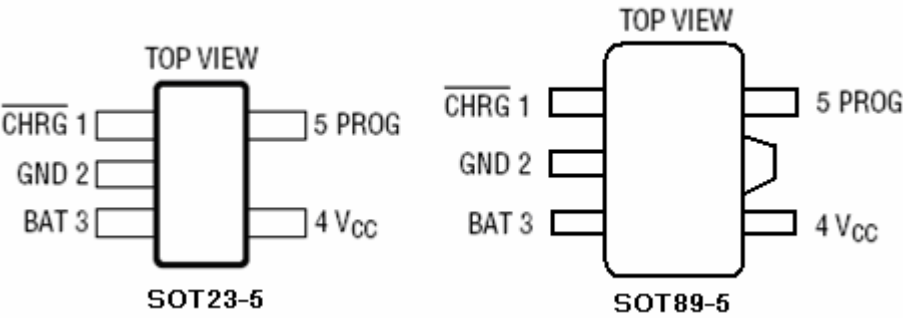 TOP VIEW
CHRG 1
5 PROG
GND 2
BAT 3
4 VCC
SOT23-5
TOP VIEW
CHRG 1
5 PROG
GND 2
BAT 3
4 VCC
SOT89-5